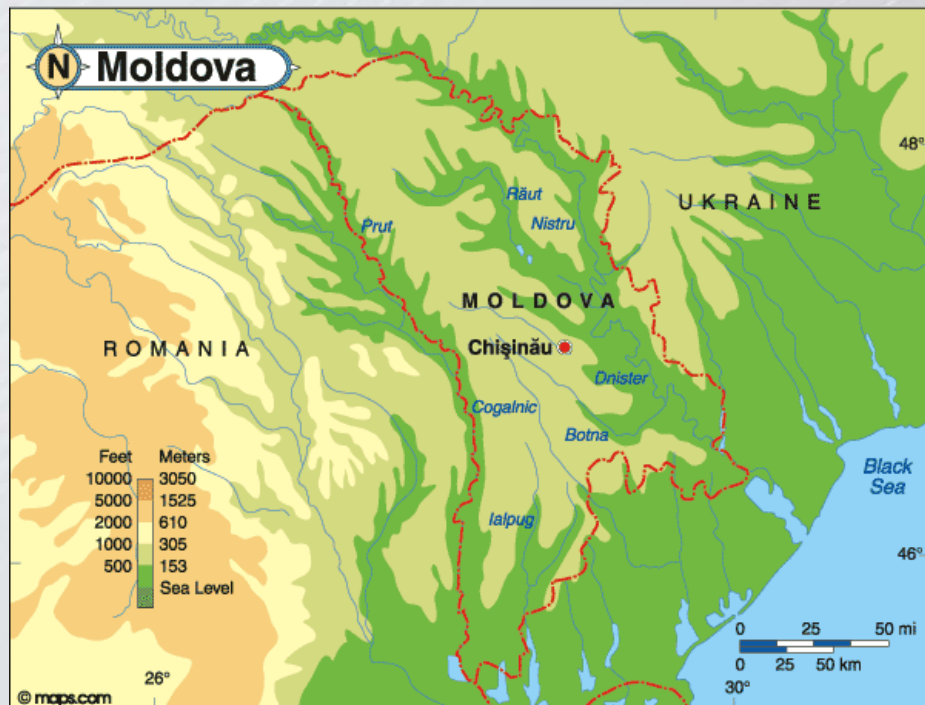 N Moldova
48°
UKRAINE
Răut
Nistru
Prut
MOLDOVA
ROMANIA
Chişinău
Dnister
Cogalnic
Botna
Black
Sea
Feet Meters
10000 3050
5000 1525
2000 610
1000 305
500 153
Sea Level
Ialpug
46°
0 25 50 mi
0 25 50 km
26°
30°
© maps.com